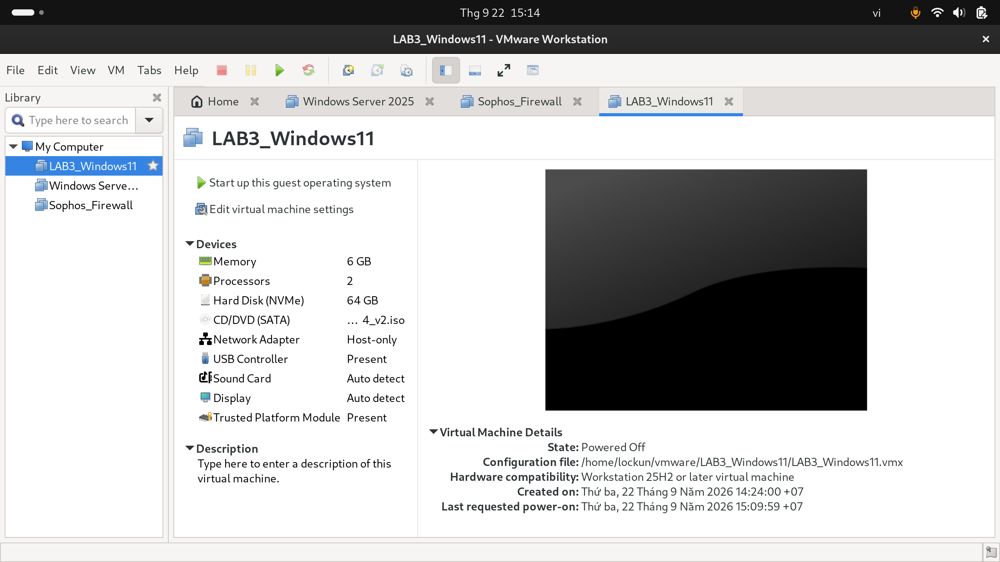 Thg 9 22 15:14
vi
LAB3_Windows11 - VMware Workstation
File Edit View VM Tabs Help
Library
Type here to search
My Computer
LAB3_Windows11
Windows Serve...
Sophos_Firewall
Home
Windows Server 2025
Sophos_Firewall
LAB3_Windows11
LAB3_Windows11
Start up this guest operating system
Edit virtual machine settings
Devices
Memory 6 GB
Processors 2
Hard Disk (NVMe) 64 GB
CD/DVD (SATA) ... 4_v2.iso
Network Adapter Host-only
USB Controller Present
Sound Card Auto detect
Display Auto detect
Trusted Platform Module Present
Description
Type here to enter a description of this
virtual machine.
Virtual Machine Details
State: Powered Off
Configuration file: /home/lockun/vmware/LAB3_Windows11/LAB3_Windows11.vmx
Hardware compatibility: Workstation 25H2 or later virtual machine
Created on: Thứ ba, 22 Tháng 9 Năm 2026 14:24:00 +07
Last requested power-on: Thứ ba, 22 Tháng 9 Năm 2026 15:09:59 +07